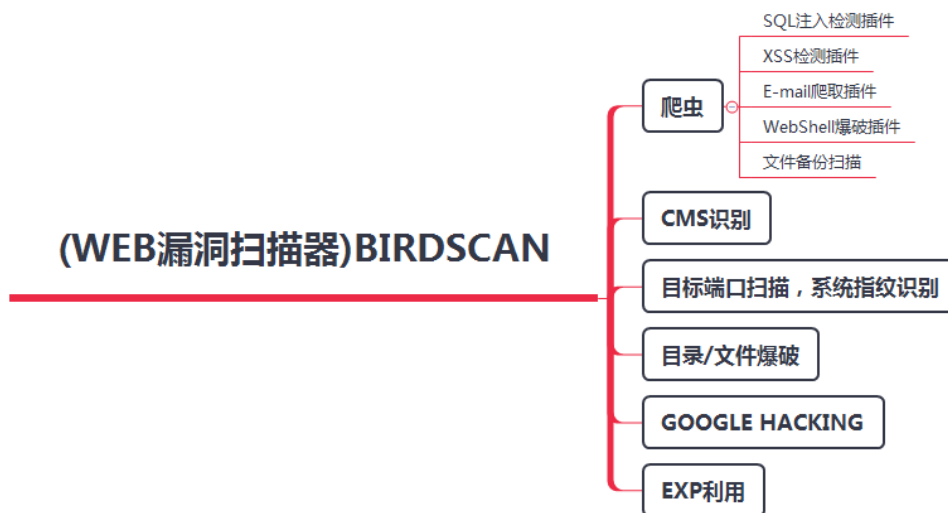 (WEB漏洞扫描器)BIRDSCAN
爬虫
SQL注入检测插件
XSS检测插件
E-mail爬取插件
WebShell爆破插件
文件备份扫描
CMS识别
目标端口扫描，系统指纹识别
目录/文件爆破
GOOGLE HACKING
EXP利用